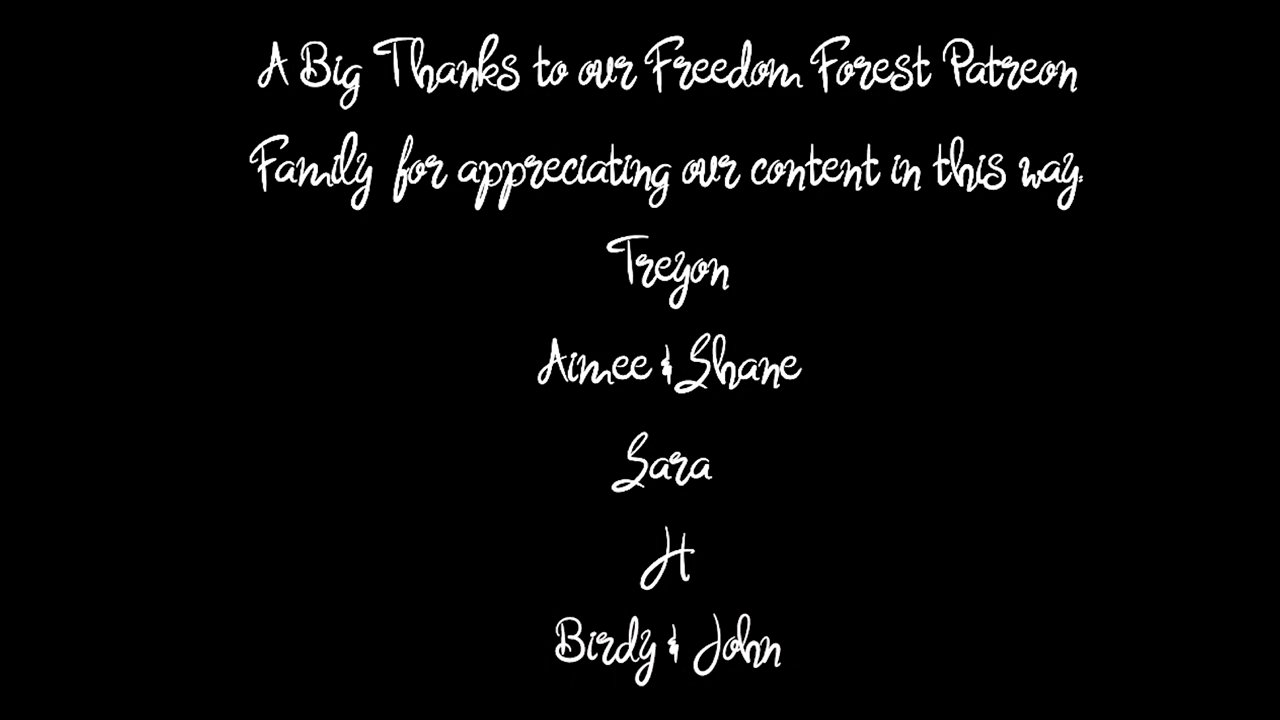 A Big Thanks to our Freedom Forest Patreon
Family for appreciating our content in this way:
Treyon
Aimee & Shane
Sara
H
Birdy & John